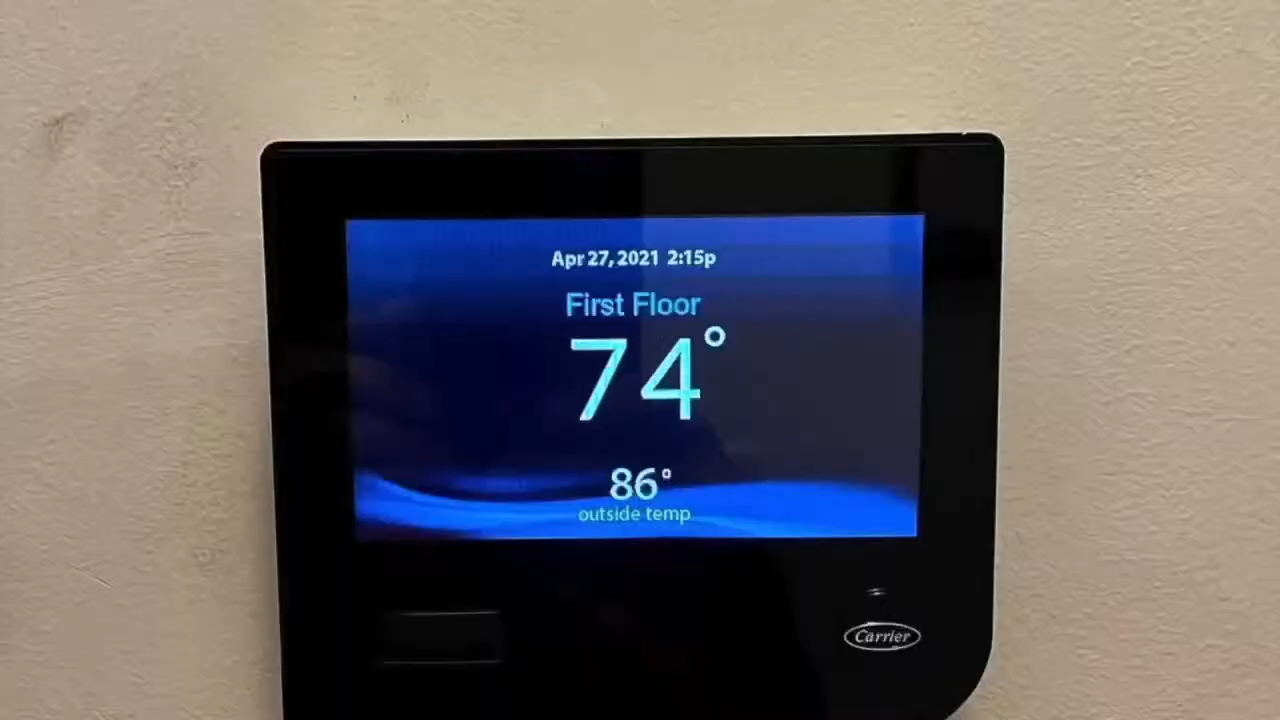 Apr 27, 2021 2:15p
First Floor
74°
86°
outside temp
Carrier